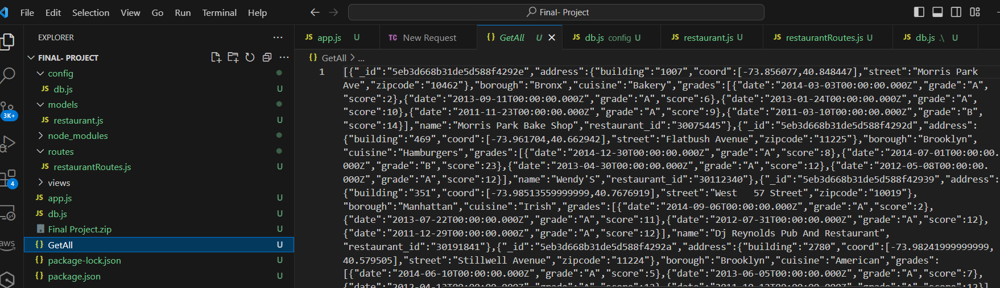 File Edit Selection View Go Run Terminal Help
Final- Project
EXPLORER
FINAL- PROJECT
config
JS db.js U
models
JS restaurant.js U
node_modules
routes
JS restaurantRoutes.js U
views
JS app.js U
JS db.js U
Final Project.zip U
{} GetAll U
{} package-lock.json U
{} package.json U
3K+
4
aws
JS app.js U
TC New Request
{} GetAll U
JS db.js config U
JS restaurant.js U
JS restaurantRoutes.js U
JS db.js .\ U
{} GetAll > ...
1
[{"_id":"5eb3d668b31de5d588f4292e","address":{"building":"1007","coord":[-73.856077,40.848447],"street":"Morris Park
Ave","zipcode":"10462"},"borough":"Bronx","cuisine":"Bakery","grades":[{"date":"2014-03-03T00:00:00.000Z","grade":"A",
"score":2},{"date":"2013-09-11T00:00:00.000Z","grade":"A","score":6},{"date":"2013-01-24T00:00:00.000Z","grade":"A",
"score":10},{"date":"2011-11-23T00:00:00.000Z","grade":"A","score":9},{"date":"2011-03-10T00:00:00.000Z","grade":"B",
"score":14}],"name":"Morris Park Bake Shop","restaurant_id":"30075445"},{"_id":"5eb3d668b31de5d588f4292d","address":
{"building":"469","coord":[-73.961704,40.662942],"street":"Flatbush Avenue","zipcode":"11225"},"borough":"Brooklyn",
"cuisine":"Hamburgers","grades":[{"date":"2014-12-30T00:00:00.000Z","grade":"A","score":8},{"date":"2014-07-01T00:00:00.
000Z","grade":"B","score":23},{"date":"2013-04-30T00:00:00.000Z","grade":"A","score":12},{"date":"2012-05-08T00:00:00.
000Z","grade":"A","score":12}],"name":"Wendy'S","restaurant_id":"30112340"},{"_id":"5eb3d668b31de5d588f42939","address":
{"building":"351","coord":[-73.98513559999999,40.7676919],"street":"West   57 Street","zipcode":"10019"},
"borough":"Manhattan","cuisine":"Irish","grades":[{"date":"2014-09-06T00:00:00.000Z","grade":"A","score":2},
{"date":"2013-07-22T00:00:00.000Z","grade":"A","score":11},{"date":"2012-07-31T00:00:00.000Z","grade":"A","score":12},
{"date":"2011-12-29T00:00:00.000Z","grade":"A","score":12}],"name":"Dj Reynolds Pub And Restaurant",
"restaurant_id":"30191841"},{"_id":"5eb3d668b31de5d588f4292a","address":{"building":"2780","coord":[-73.98241999999999,
40.579505],"street":"Stillwell Avenue","zipcode":"11224"},"borough":"Brooklyn","cuisine":"American","grades":
[{"date":"2014-06-10T00:00:00.000Z","grade":"A","score":5},{"date":"2013-06-05T00:00:00.000Z","grade":"A","score":7},